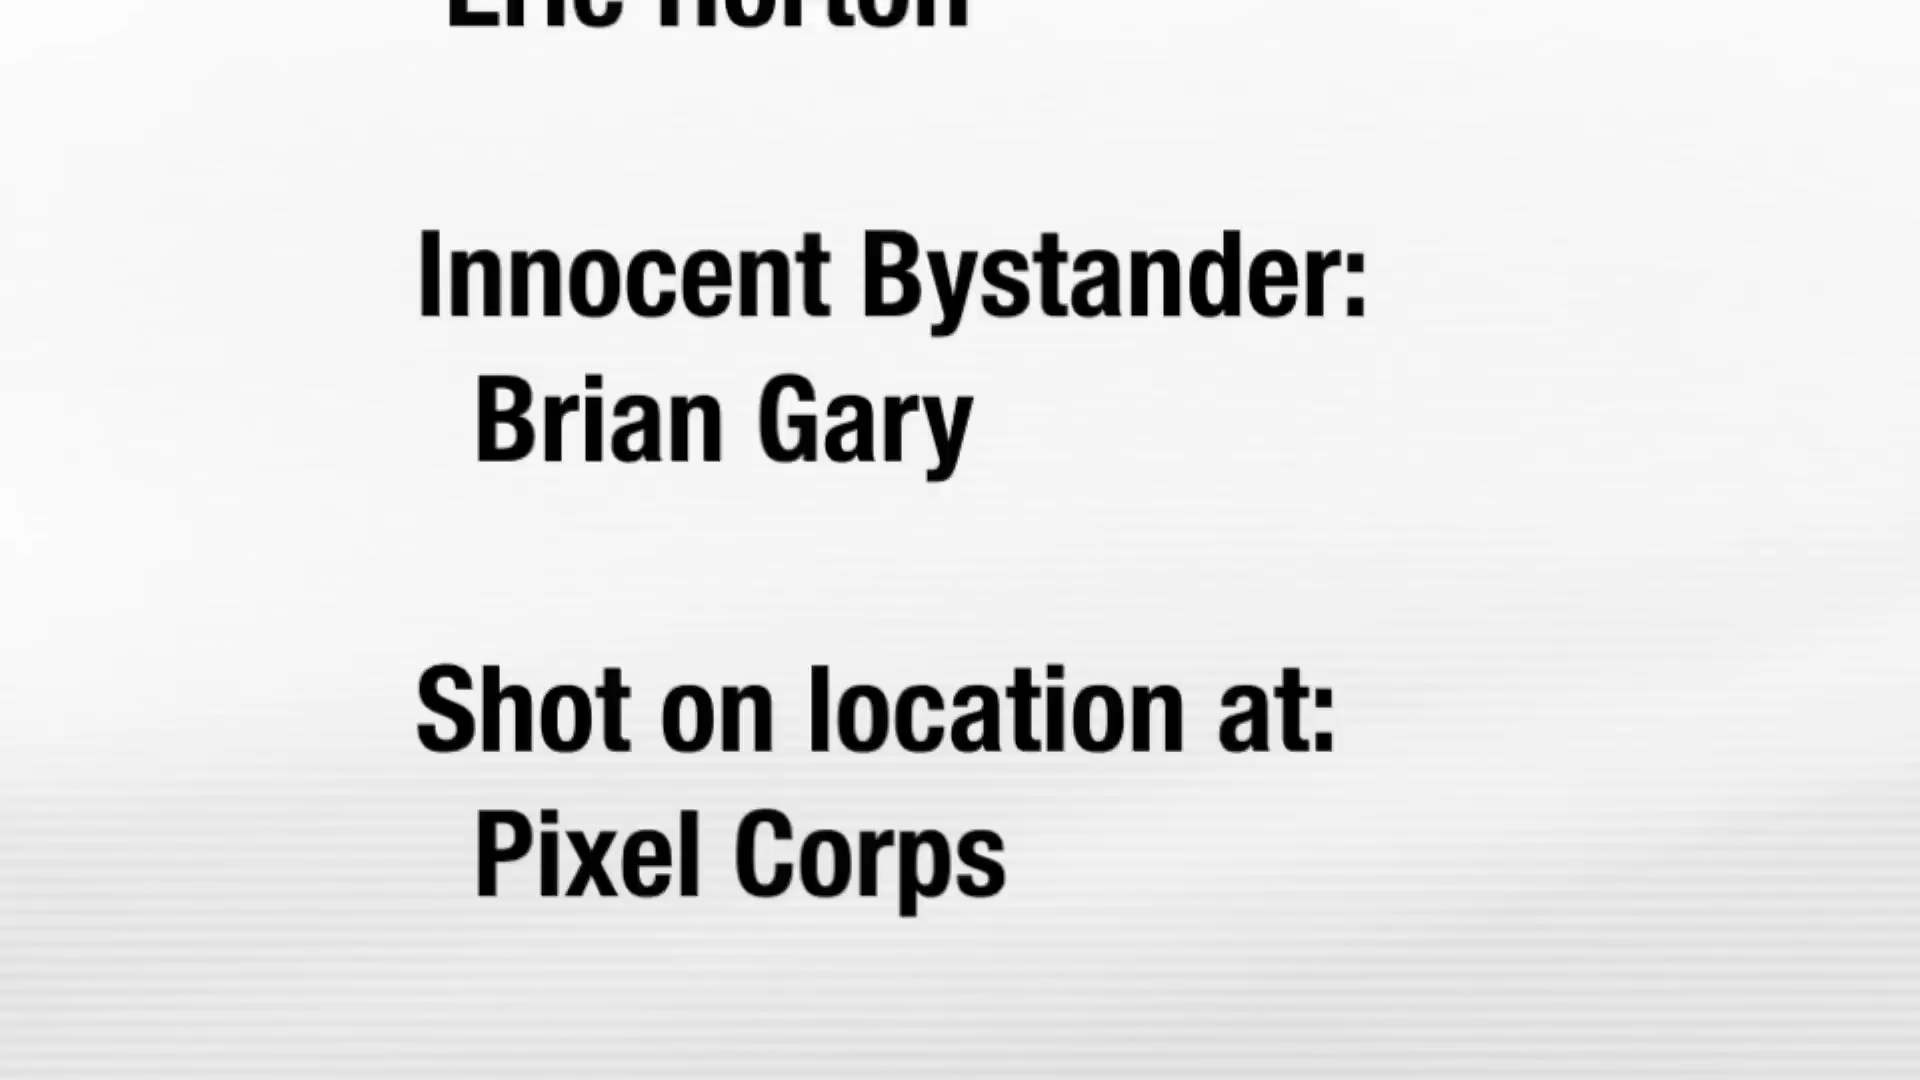 Innocent Bystander:
Brian Gary
Shot on location at:
Pixel Corps